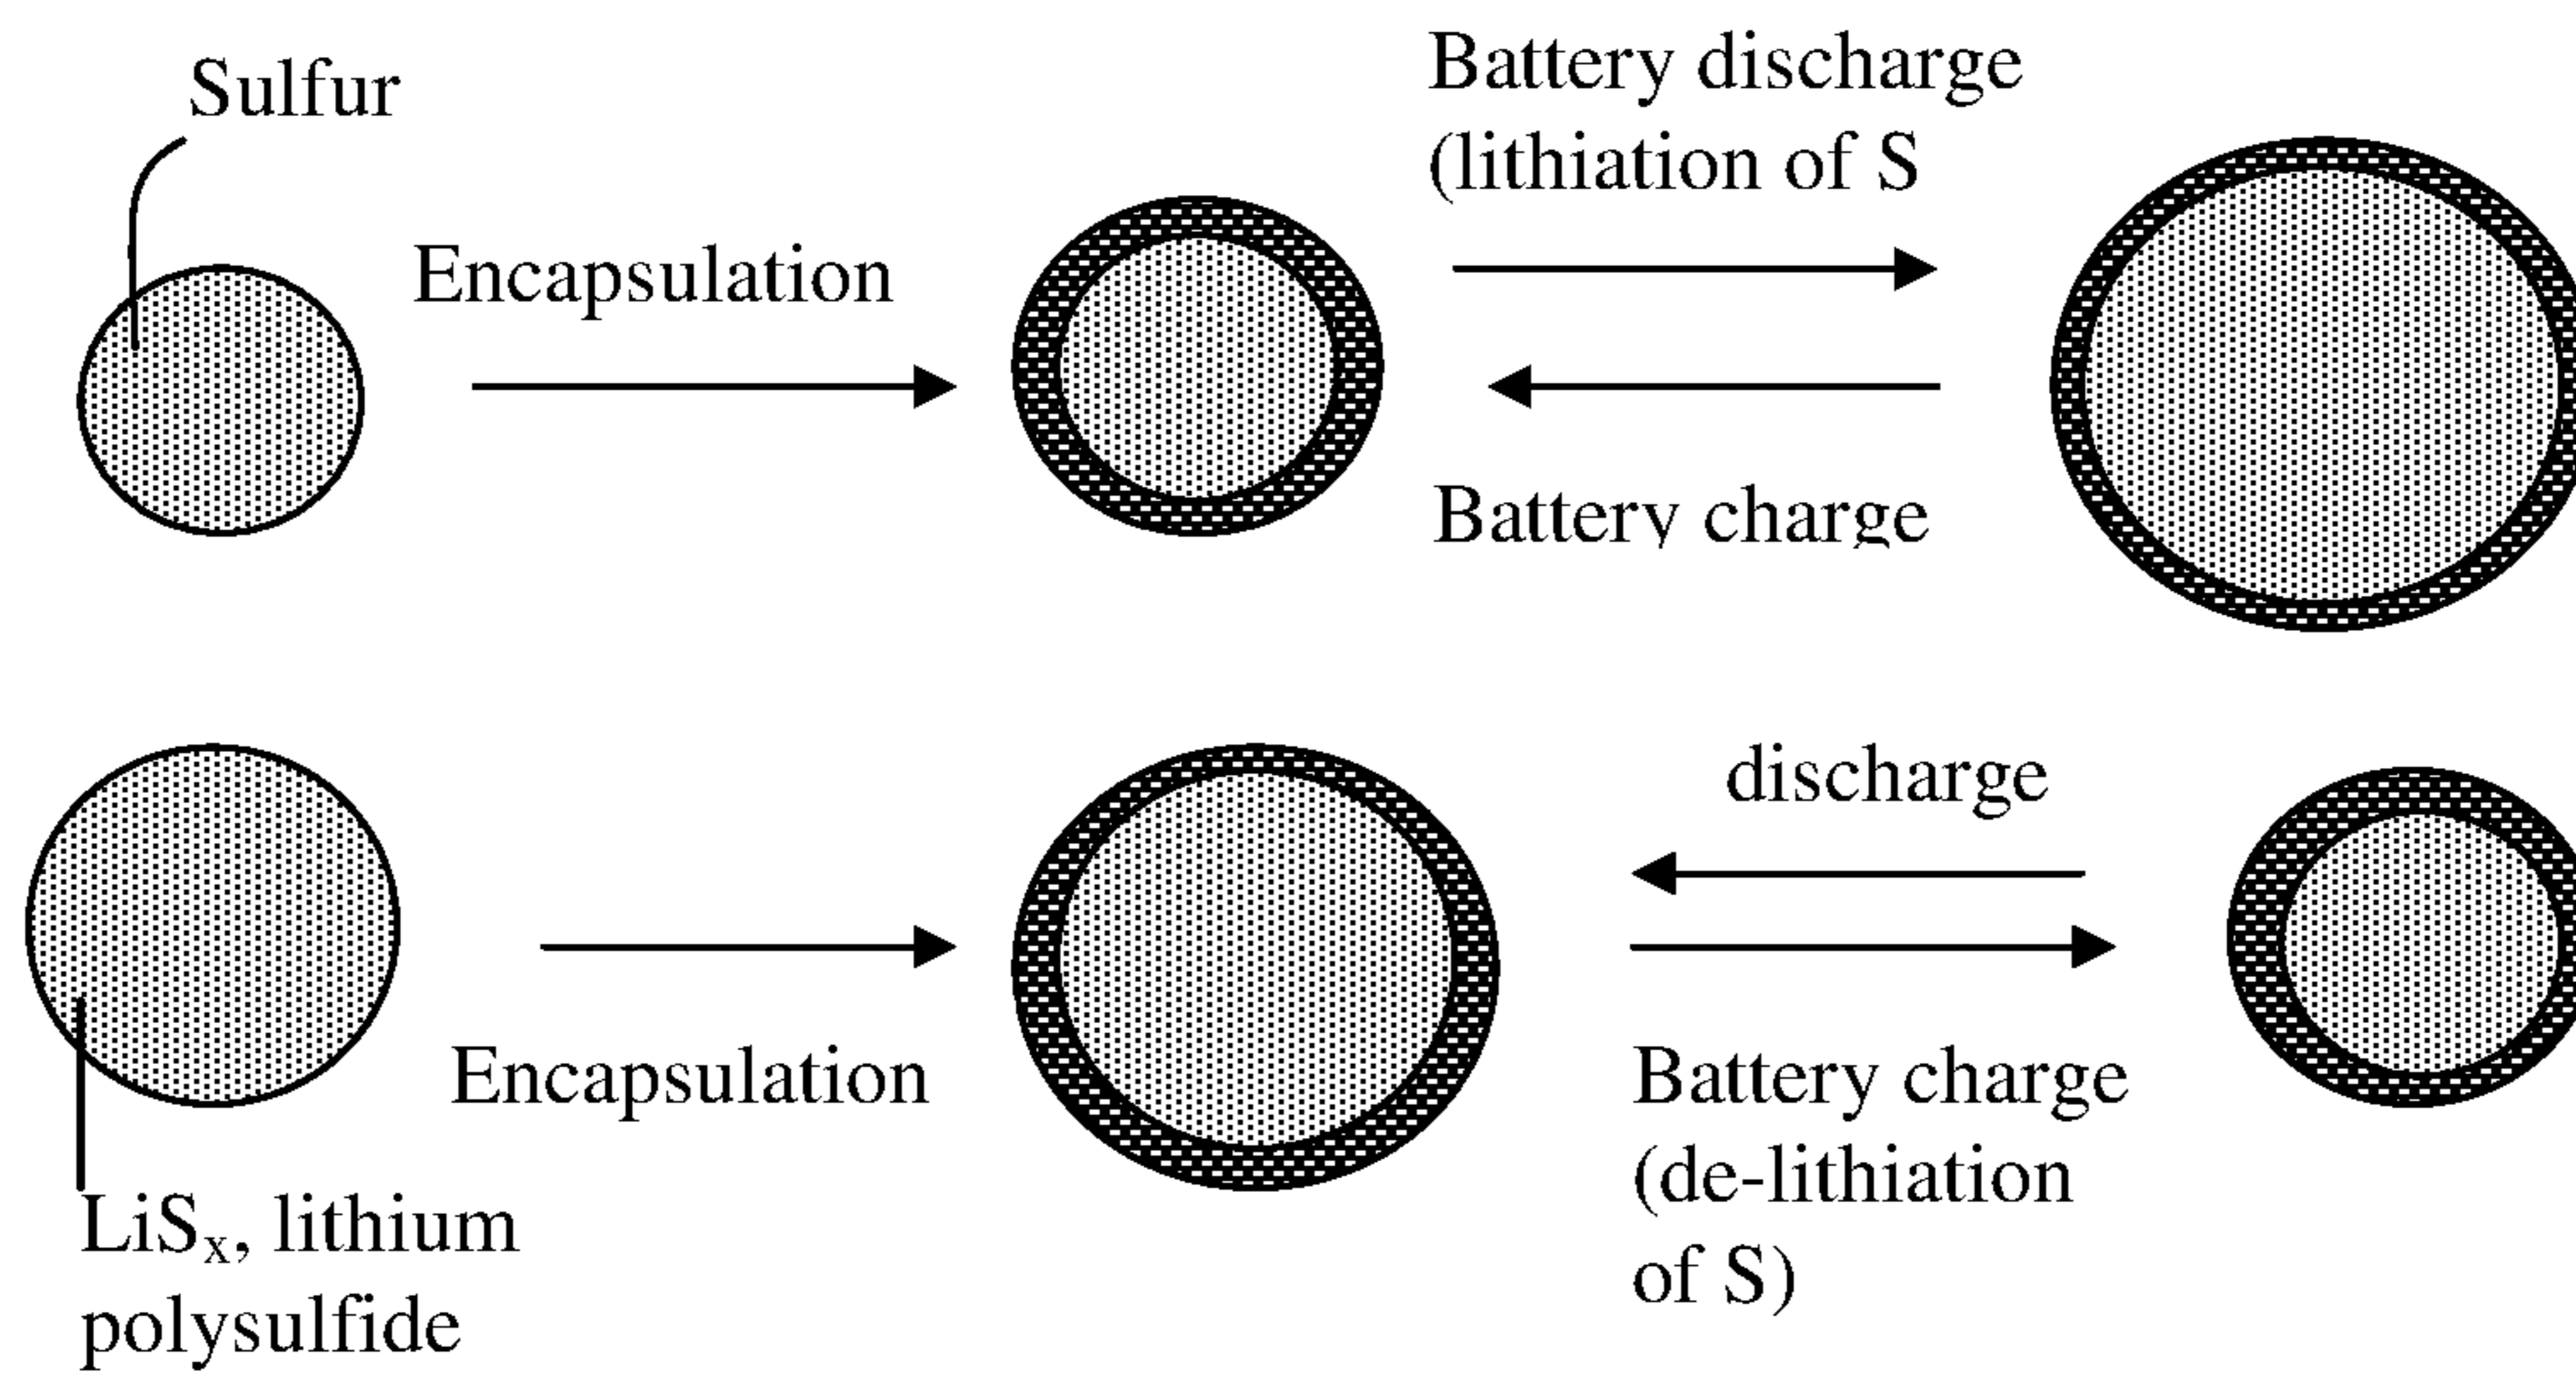 Sulfur
Encapsulation
Battery discharge
(lithiation of S
Battery charge
Encapsulation
LiSₓ, lithium
polysulfide
discharge
Battery charge
(de-lithiation
of S)